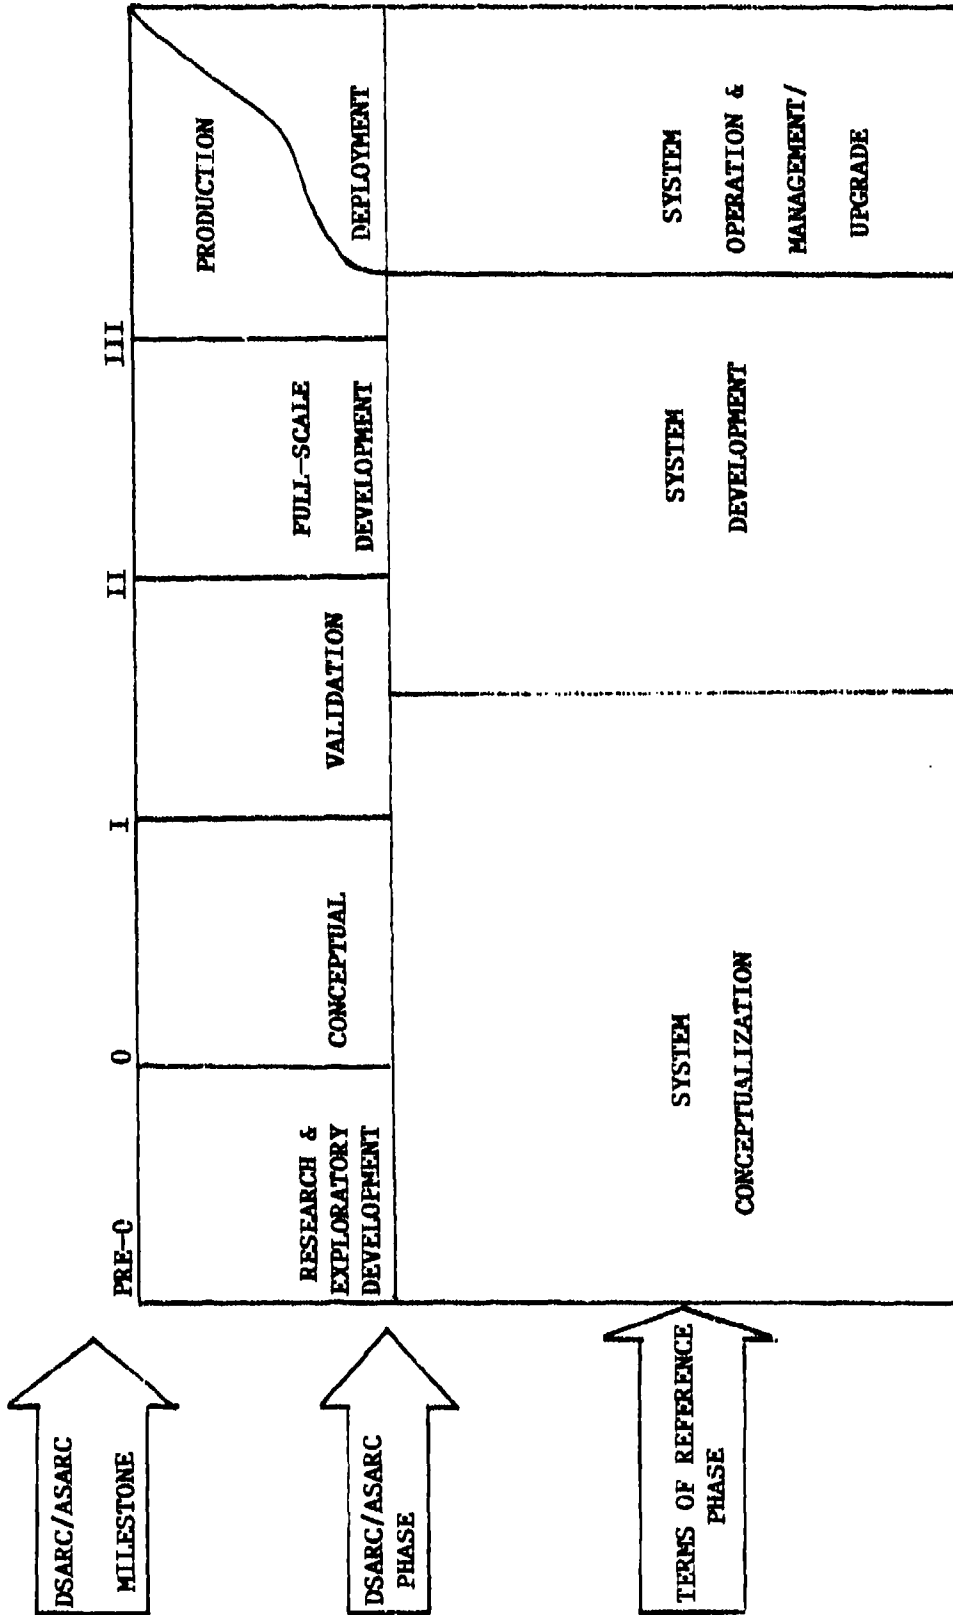 DSARC/ASARC
MILESTONE
PRE-0
0
I
II
III
DSARC/ASARC
PHASE
RESEARCH &
EXPLORATORY
DEVELOPMENT
CONCEPTUAL
VALIDATION
FULL-SCALE
DEVELOPMENT
PRODUCTION
DEPLOYMENT
TERMS OF REFERENCE
PHASE
SYSTEM
CONCEPTUALIZATION
SYSTEM
DEVELOPMENT
SYSTEM
OPERATION &
MANAGEMENT/
UPGRADE